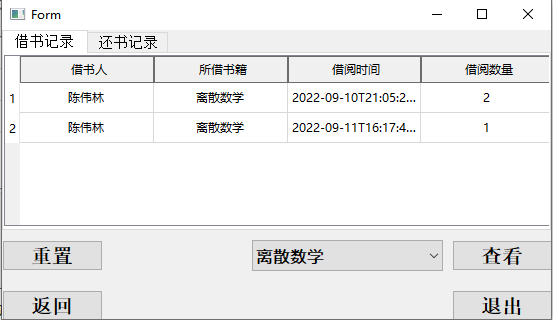 Form
借书记录 还书记录
借书人 所借书籍 借阅时间 借阅数量
1 陈伟林 离散数学 2022-09-10T21:05:2... 2
2 陈伟林 离散数学 2022-09-11T16:17:4... 1
重置 离散数学 查看
返回 退出